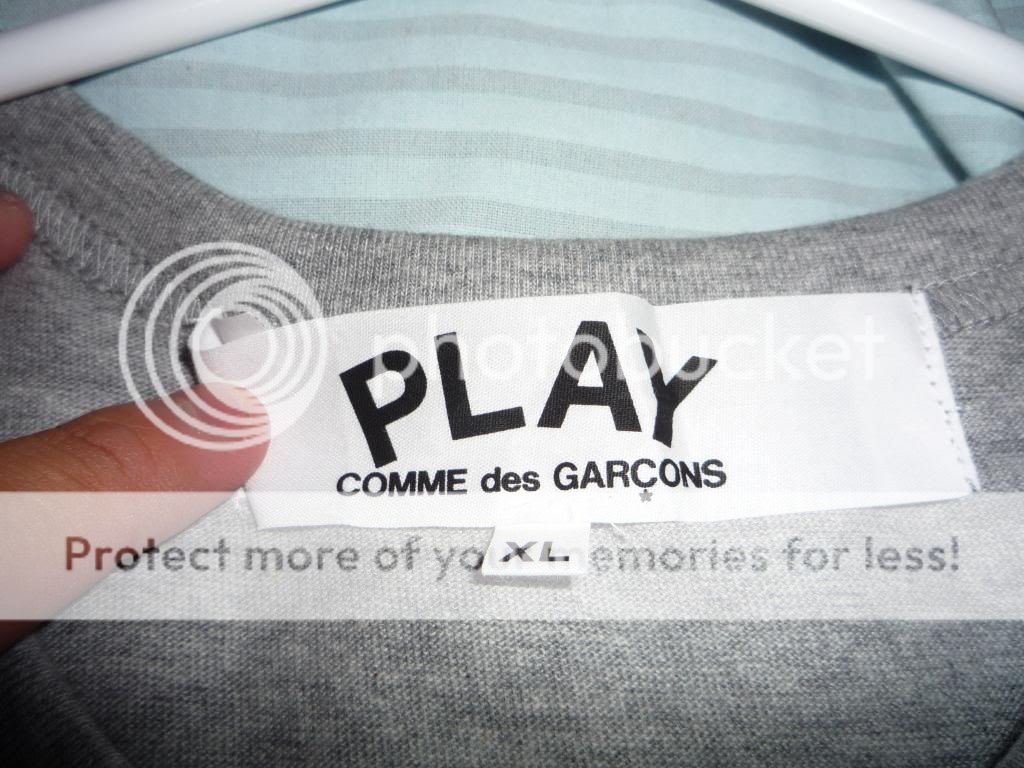 photobucket
PLAY
COMME des GARÇONS
*
Protect more of your memories for less!
XL